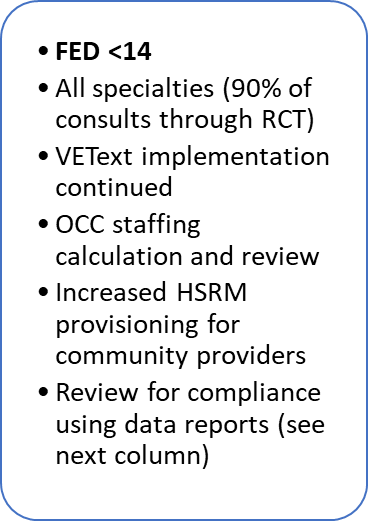 • FED <14
• All specialties (90% of
consults through RCT)
• VEText implementation
continued
• OCC staffing
calculation and review
• Increased HSRM
provisioning for
community providers
• Review for compliance
using data reports (see
next column)